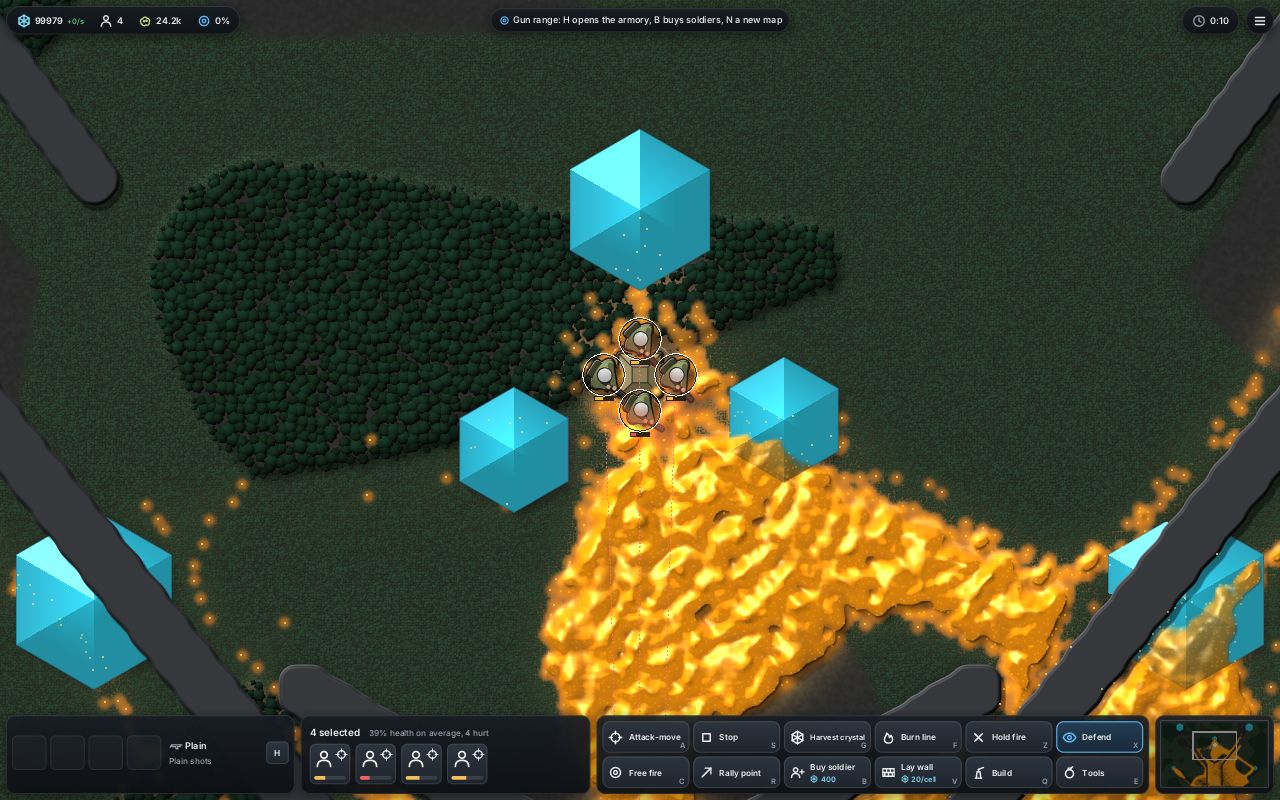 99979 +0/s 4 24.2k 0%
Gun range: H opens the armory, B buys soldiers, N a new map
0:10
Plain
Plain shots
H
4 selected 39% health on average, 4 hurt
Attack-move A
Stop S
Harvest crystal G
Burn line F
Hold fire Z
Defend X
Free fire C
Rally point R
Buy soldier 400 B
Lay wall 20/cell V
Build Q
Tools E